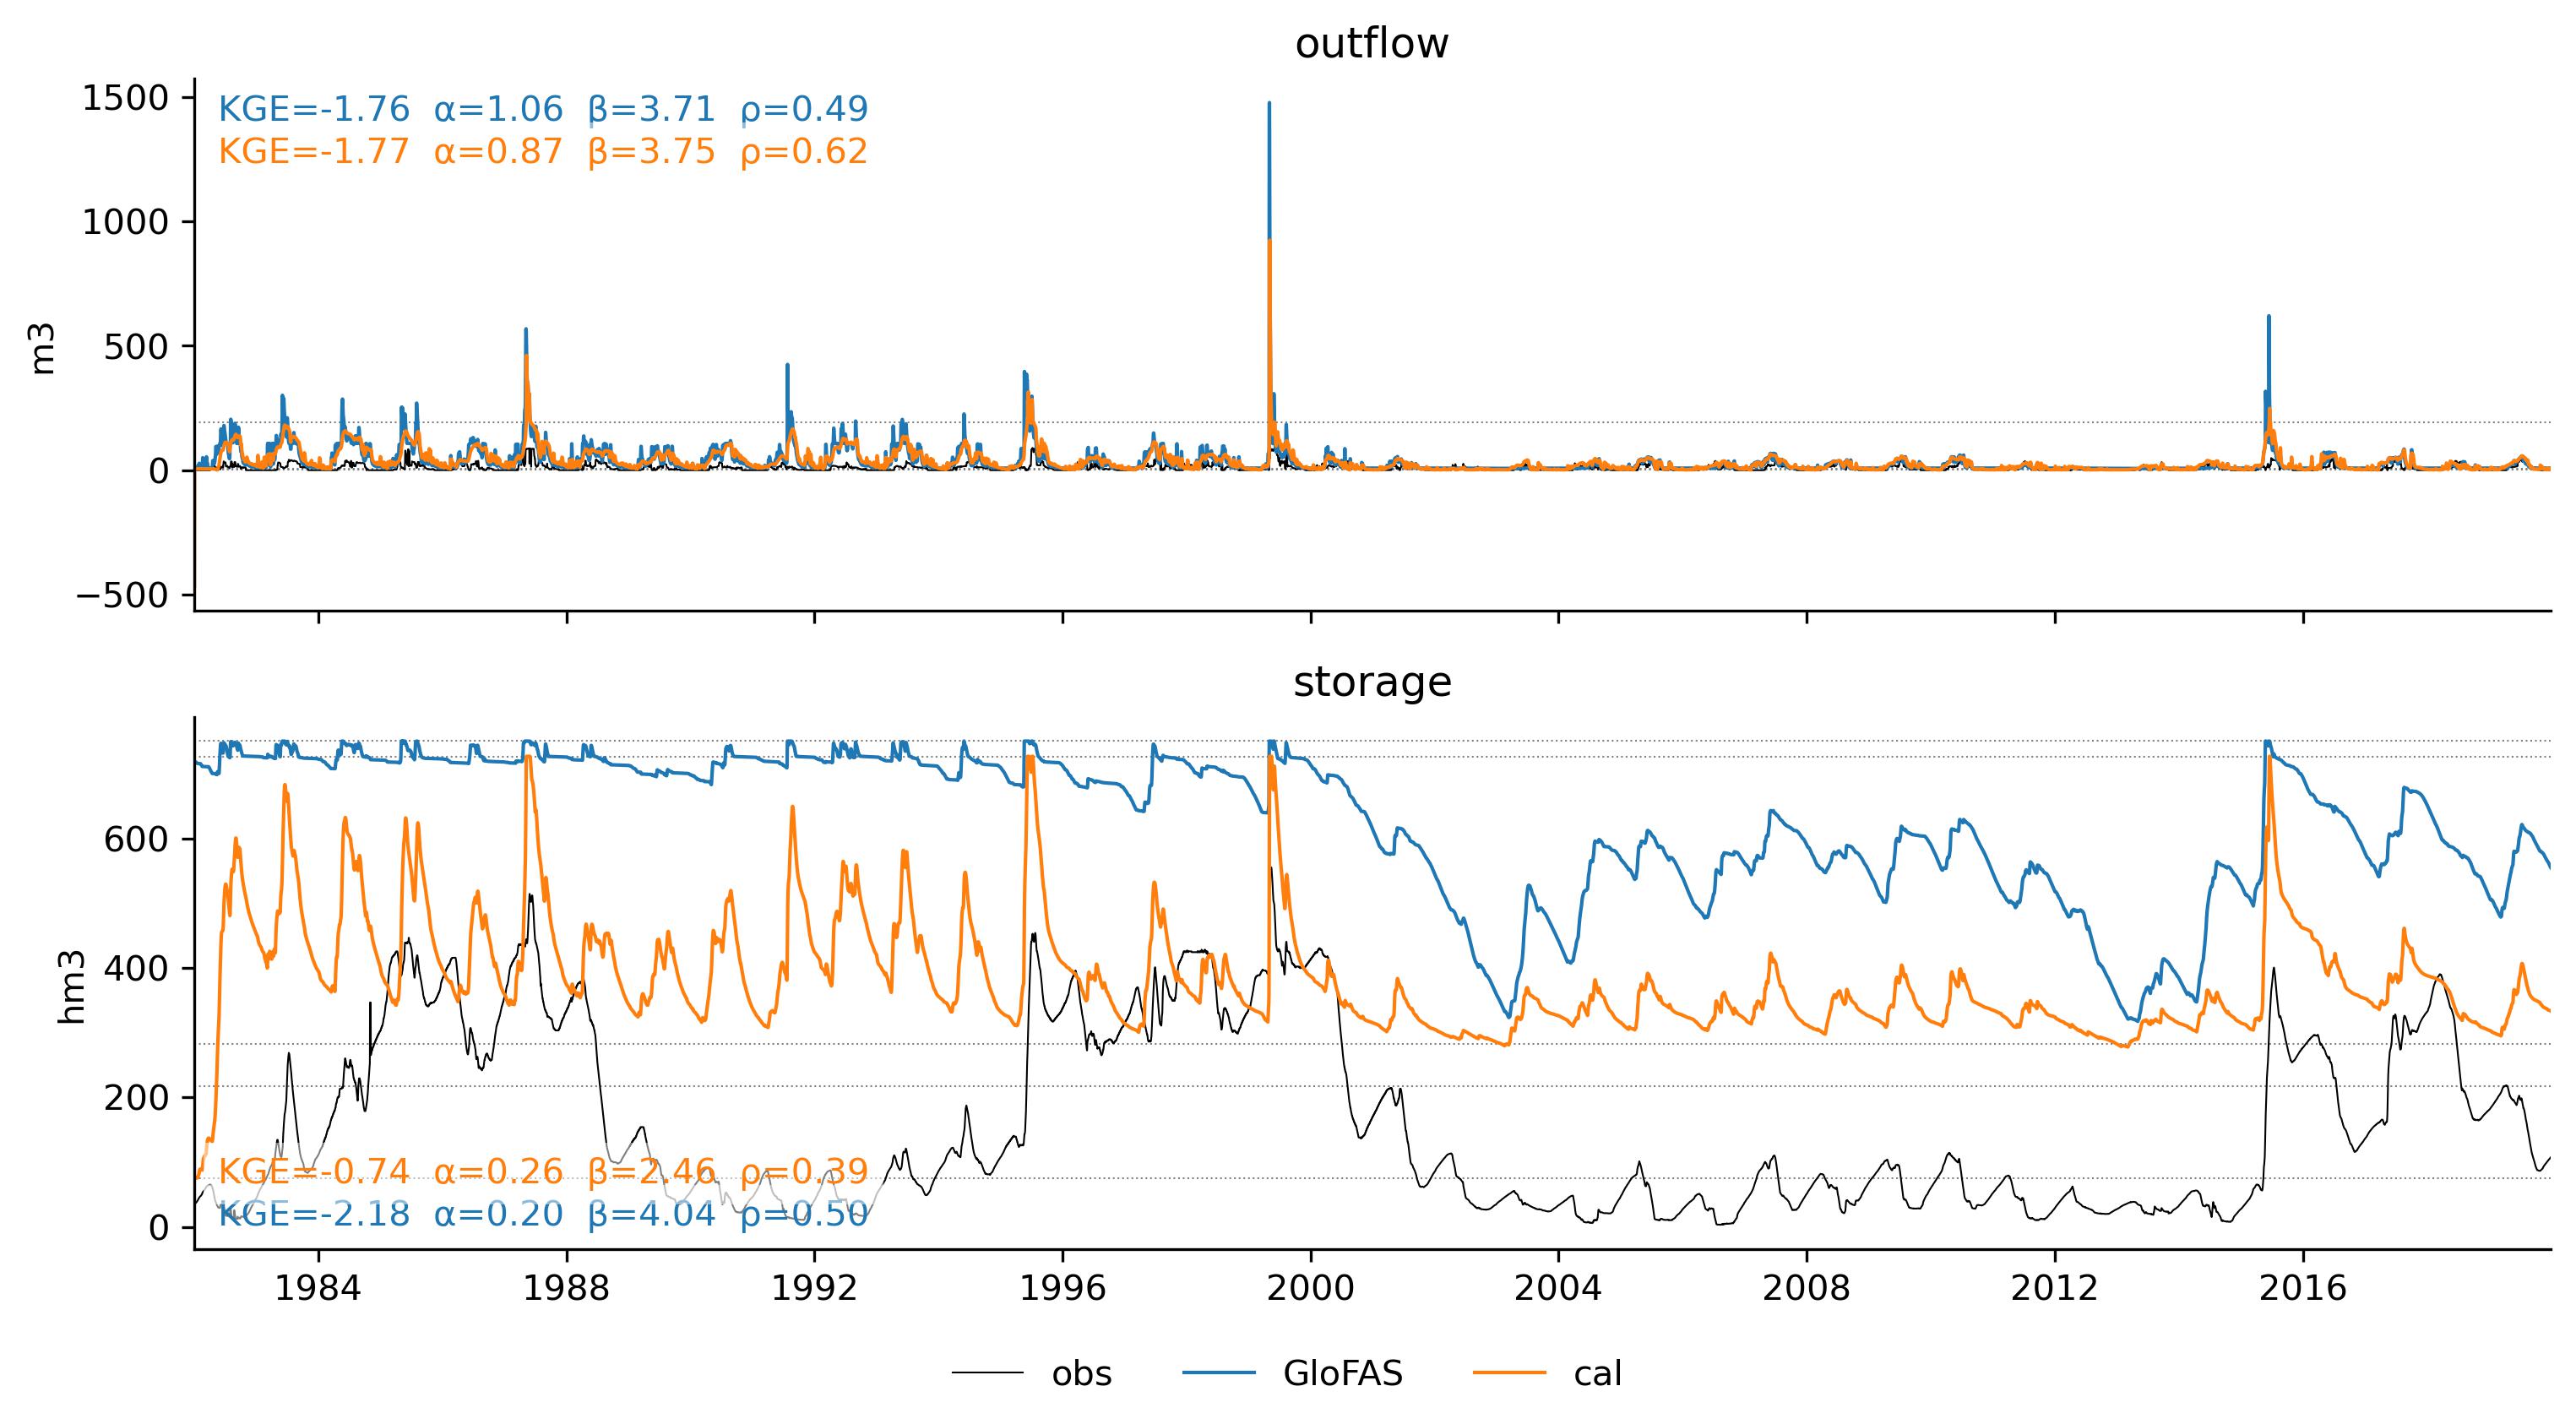 outflow
1500
1000
500
0
−500
m3
KGE=-1.76 α=1.06 β=3.71 ρ=0.49
KGE=-1.77 α=0.87 β=3.75 ρ=0.62
storage
600
400
200
0
hm3
KGE=-0.74 α=0.26 β=2.46 ρ=0.39
KGE=-2.18 α=0.20 β=4.04 ρ=0.50
1984 1988 1992 1996 2000 2004 2008 2012 2016
obs GloFAS cal